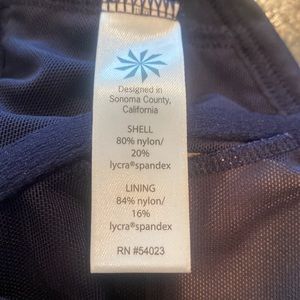 Designed in
Sonoma County,
California
SHELL
80% nylon/
20%
lycra®spandex
LINING
84% nylon/
16%
lycra®spandex
RN #54023